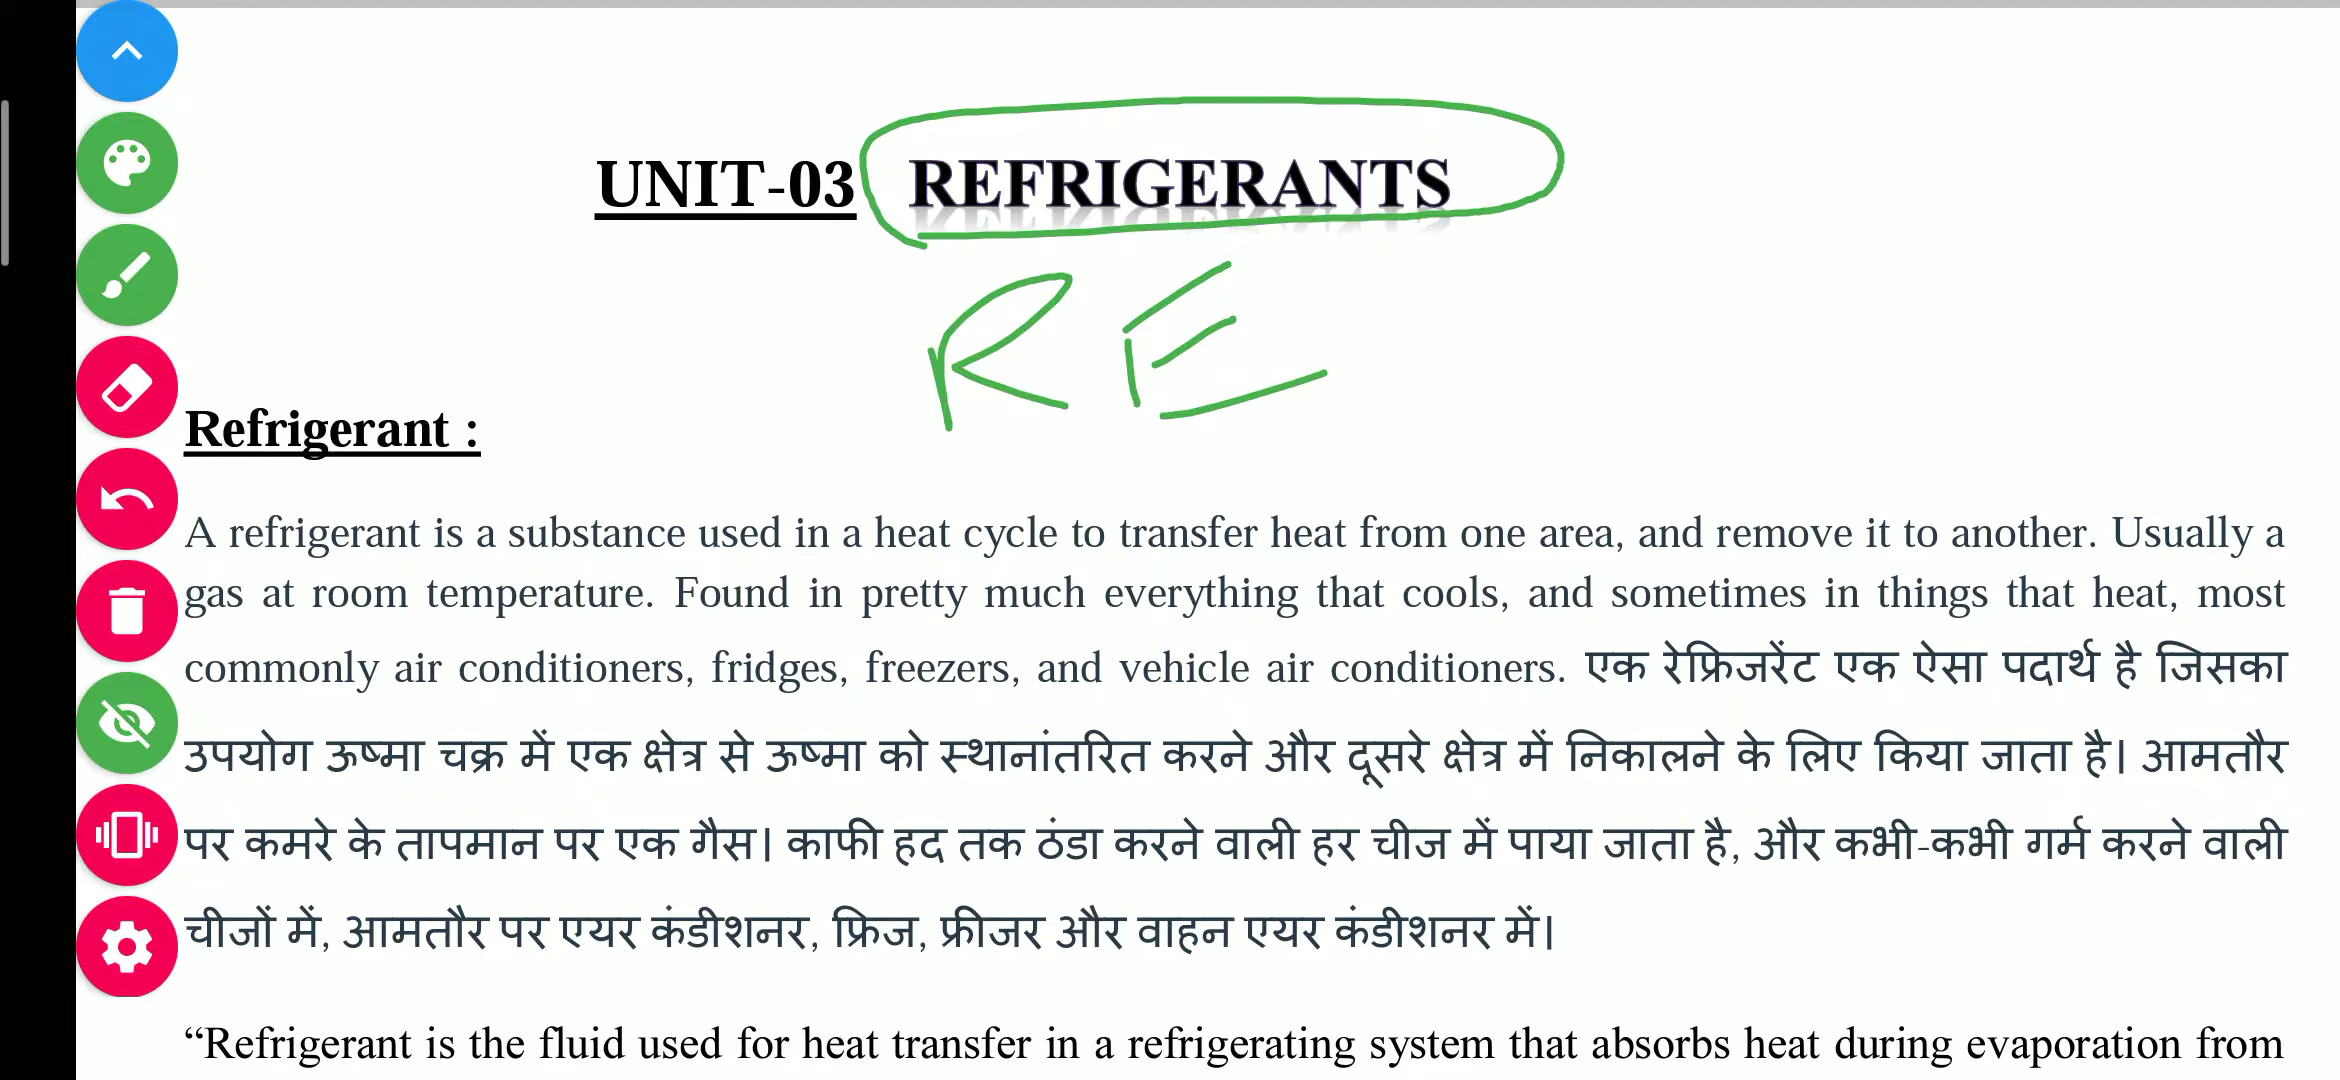 UNIT-03 REFRIGERANTS
R E
Refrigerant :
A refrigerant is a substance used in a heat cycle to transfer heat from one area, and remove it to another. Usually a
gas at room temperature. Found in pretty much everything that cools, and sometimes in things that heat, most
commonly air conditioners, fridges, freezers, and vehicle air conditioners. एक रेफ्रिजरेंट एक ऐसा पदार्थ है जिसका
उपयोग ऊष्मा चक्र में एक क्षेत्र से ऊष्मा को स्थानांतरित करने और दूसरे क्षेत्र में निकालने के लिए किया जाता है। आमतौर
पर कमरे के तापमान पर एक गैस। काफी हद तक ठंडा करने वाली हर चीज में पाया जाता है, और कभी-कभी गर्म करने वाली
चीजों में, आमतौर पर एयर कंडीशनर, फ्रिज, फ्रीजर और वाहन एयर कंडीशनर में।
“Refrigerant is the fluid used for heat transfer in a refrigerating system that absorbs heat during evaporation from